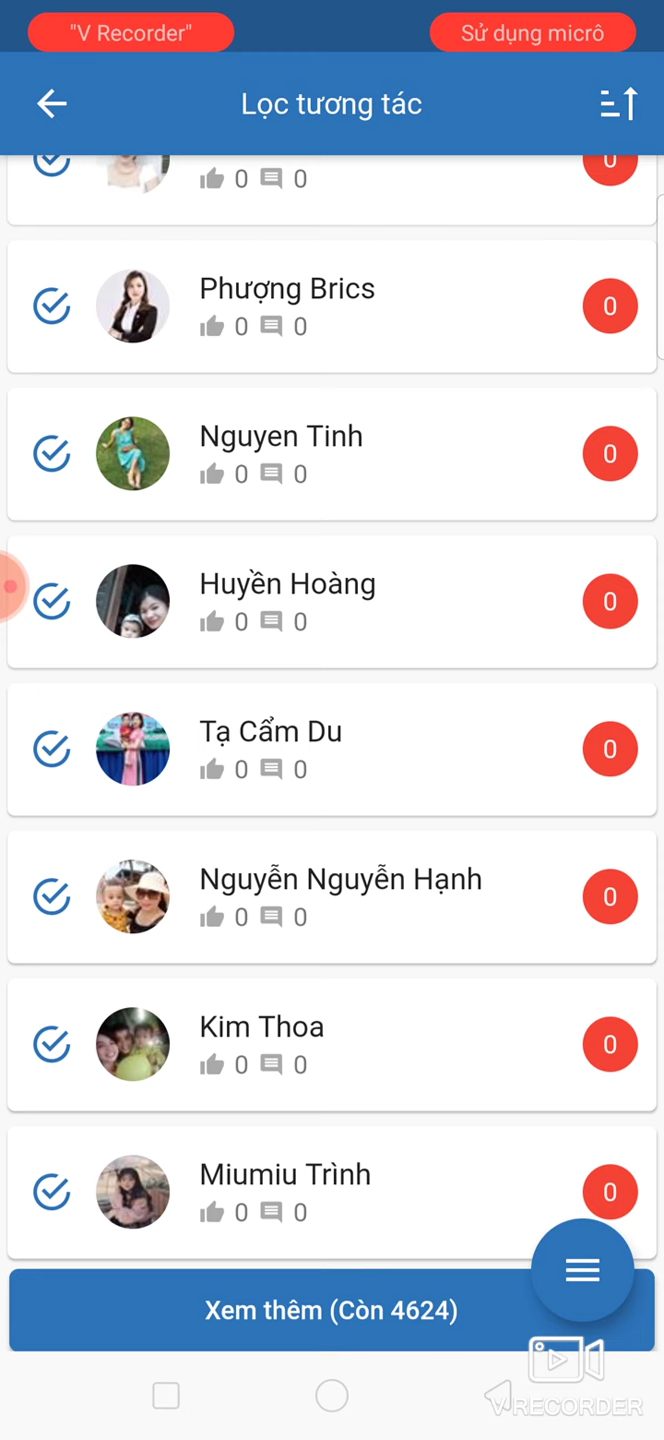 "V Recorder" Sử dụng micrô
Lọc tương tác
0
0 0
Phượng Brics
0 0
0
Nguyen Tinh
0 0
0
Huyền Hoàng
0 0
0
Tạ Cẩm Du
0 0
0
Nguyễn Nguyễn Hạnh
0 0
0
Kim Thoa
0 0
0
Miumiu Trình
0 0
0
Xem thêm (Còn 4624)
VRECORDER